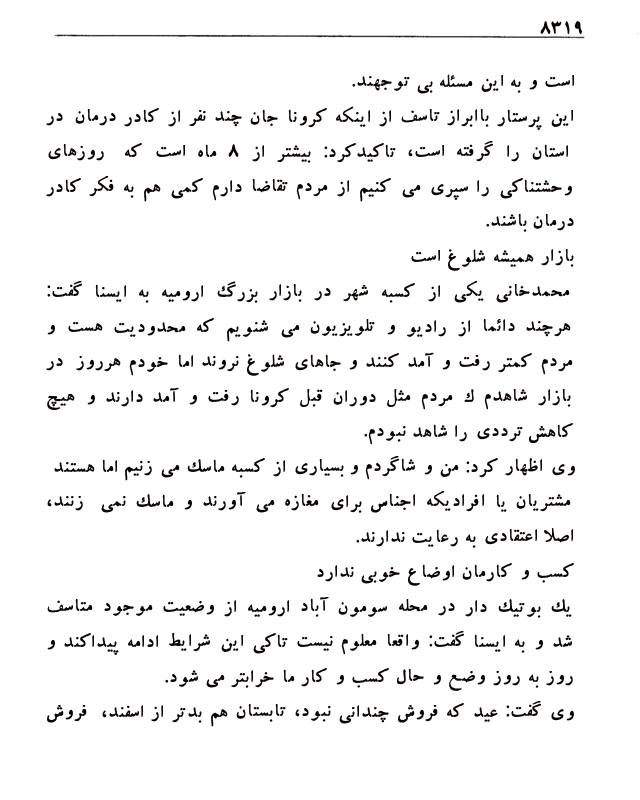 ۸۳۱۹
است و به این مسئله بی توجهند.
این پرستار باابراز تاسف از اینکه کرونا جان چند نفر از کادر درمان در
استان را گرفته است، تاکیدکرد: بیشتر از ۸ ماه است که روزهای
وحشتناکی را سپری می کنیم از مردم تقاضا دارم کمی هم به فکر کادر
درمان باشند.
بازار همیشه شلوغ است
محمدخانی یکی از کسبه شهر در بازار بزرگ ارومیه به ایسنا گفت:
هرچند دائما از رادیو و تلویزیون می شنویم که محدودیت هست و
مردم کمتر رفت و آمد کنند و جاهای شلوغ نروند اما خودم هرروز در
بازار شاهدم ك مردم مثل دوران قبل کرونا رفت و آمد دارند و هیچ
کاهش ترددی را شاهد نبودم.
وی اظهار کرد: من و شاگردم و بسیاری از کسبه ماسك می زنیم اما هستند
مشتریان یا افرادیکه اجناس برای مغازه می آورند و ماسك نمی زنند،
اصلا اعتقادی به رعایت ندارند.
کسب و کارمان اوضاع خوبی ندارد
يك بوتيك دار در محله سومون آباد ارومیه از وضعیت موجود متاسف
شد و به ایسنا گفت: واقعا معلوم نیست تاکی این شرایط ادامه پیداکند و
روز به روز وضع و حال کسب و کار ما خرابتر می شود.
وی گفت: عید که فروش چندانی نبود، تابستان هم بدتر از اسفند، فروش